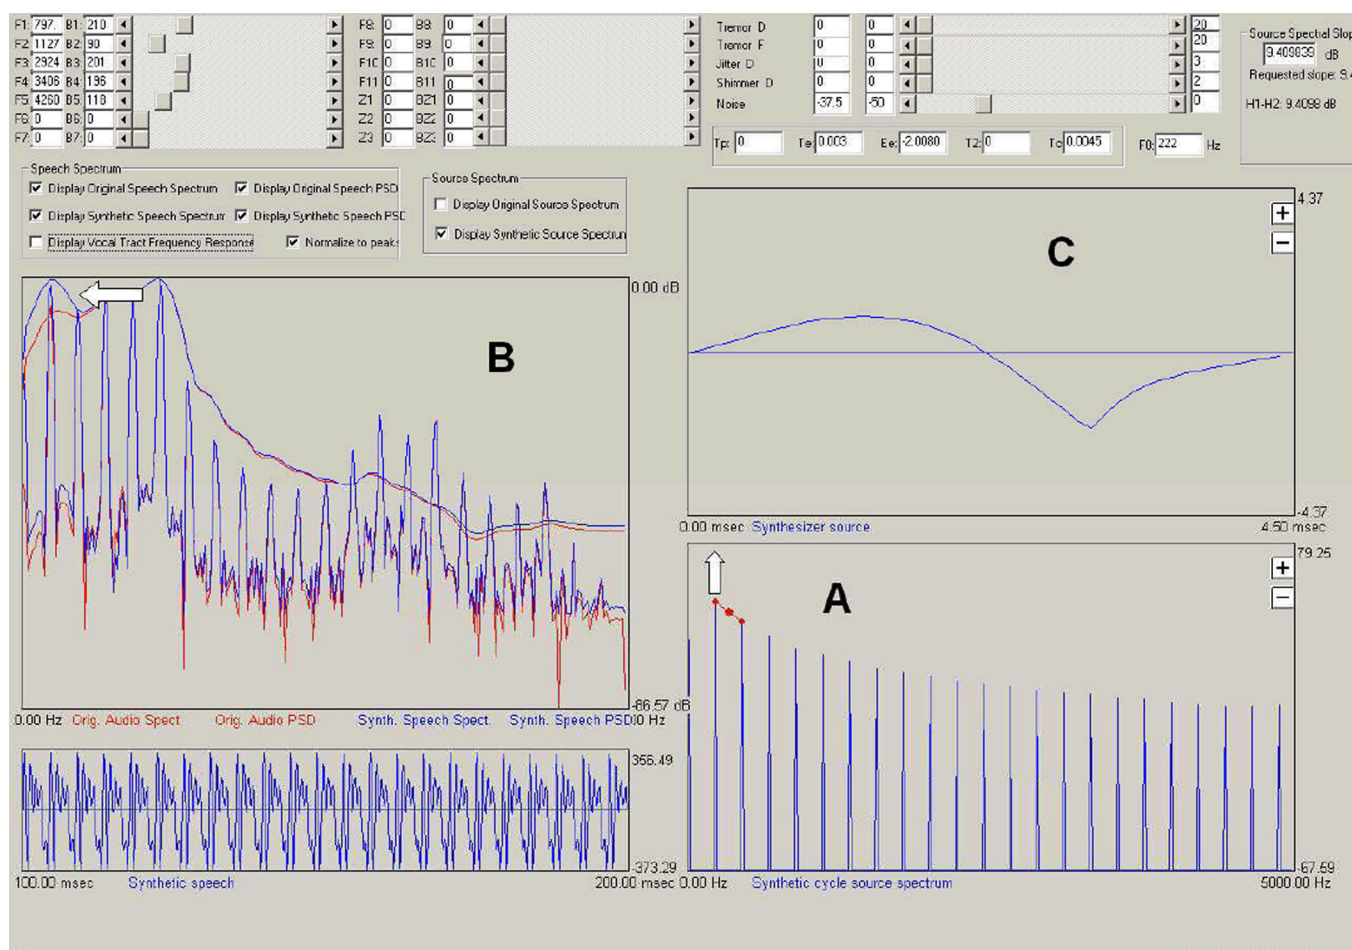 F1: 797. B1: 210 F8: 0 B8: 0 Tremor D 0 0 20
F2 1127 B2: 90 F9: 0 B9: 0 Tremor F 0 0 20
F3 2924 B3: 201 F10 0 B10 0 Jitter D 0 0 3
F4 3406 B4: 196 F11 0 B11 0 Shimmer D 0 0 2
F5 4260 B5. 118 Z1 0 BZ1 0 Noise -37.5 -50 0
F6: 0 B6: 0 Z2 0 BZ2 0
F7: 0 B7: 0 Z3 0 BZ3 0
Source Spectral Slop
9.409839 dB
Requested slope: 9.4
H1-H2: 9.4098 dB
Tp: 0 Te: 0.003. Ee: -2.0080 T2: 0 Tc 0.0045 F0: 222 Hz
Speech Spectrum
Display Original Speech Spectrum Display Original Speech PSD
Display Synthetic Speech Spectrum Display Synthetic Speech PSD
Display Vocal Tract Frequency Response Normalize to peaks
Source Spectrum
Display Original Source Spectrum
Display Synthetic Source Spectrum
B
0.00 dB
-86.57 dB
0.00 Hz Orig. Audio Spect Orig. Audio PSD Synth. Speech Spect. Synth. Speech PSD Hz
C
4.37
+
−
-4.37
0.00 msec Synthesizer source 4.50 msec
A
79.25
+
−
-67.59
0.00 Hz Synthetic cycle source spectrum 5000.00 Hz
366.49
-373.29
100.00 msec Synthetic speech 200.00 msec